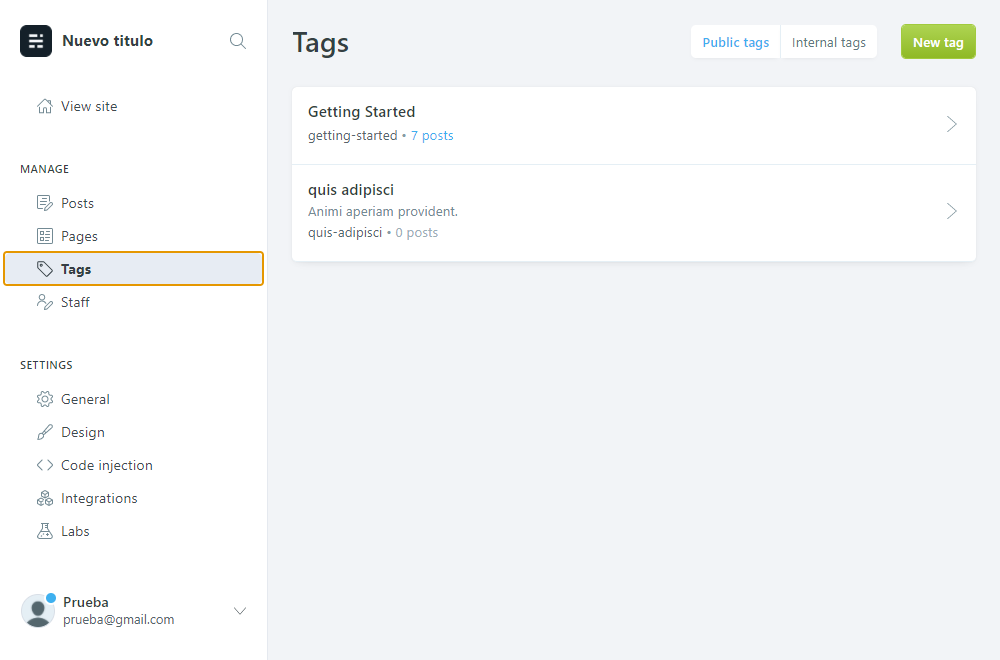 Nuevo titulo
View site
MANAGE
Posts
Pages
Tags
Staff
SETTINGS
General
Design
Code injection
Integrations
Labs
Prueba
prueba@gmail.com
Tags
Public tags
Internal tags
New tag
Getting Started
getting-started • 7 posts
quis adipisci
Animi aperiam provident.
quis-adipisci • 0 posts